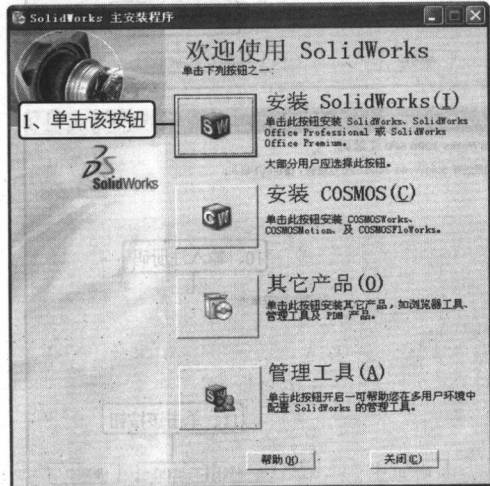 SolidWorks 主安装程序
欢迎使用 SolidWorks
单击下列按钮之一:
1、单击该按钮
安装 SolidWorks(I)
单击此按钮安装 SolidWorks、SolidWorks
Office Professional 或 SolidWorks
Office Premium。
大部分用户应选择此按钮。
SolidWorks
安装 COSMOS(C)
单击此按钮安装 COSMOSWorks、
COSMOSMotion、及 COSMOSFloWorks。
其它产品(O)
单击此按钮安装其它产品,如浏览器工具、
管理工具及 PDM 产品。
管理工具(A)
单击此按钮开启一可帮助您在多用户环境中
配置 SolidWorks 的管理工具。
帮助(H)
关闭(C)